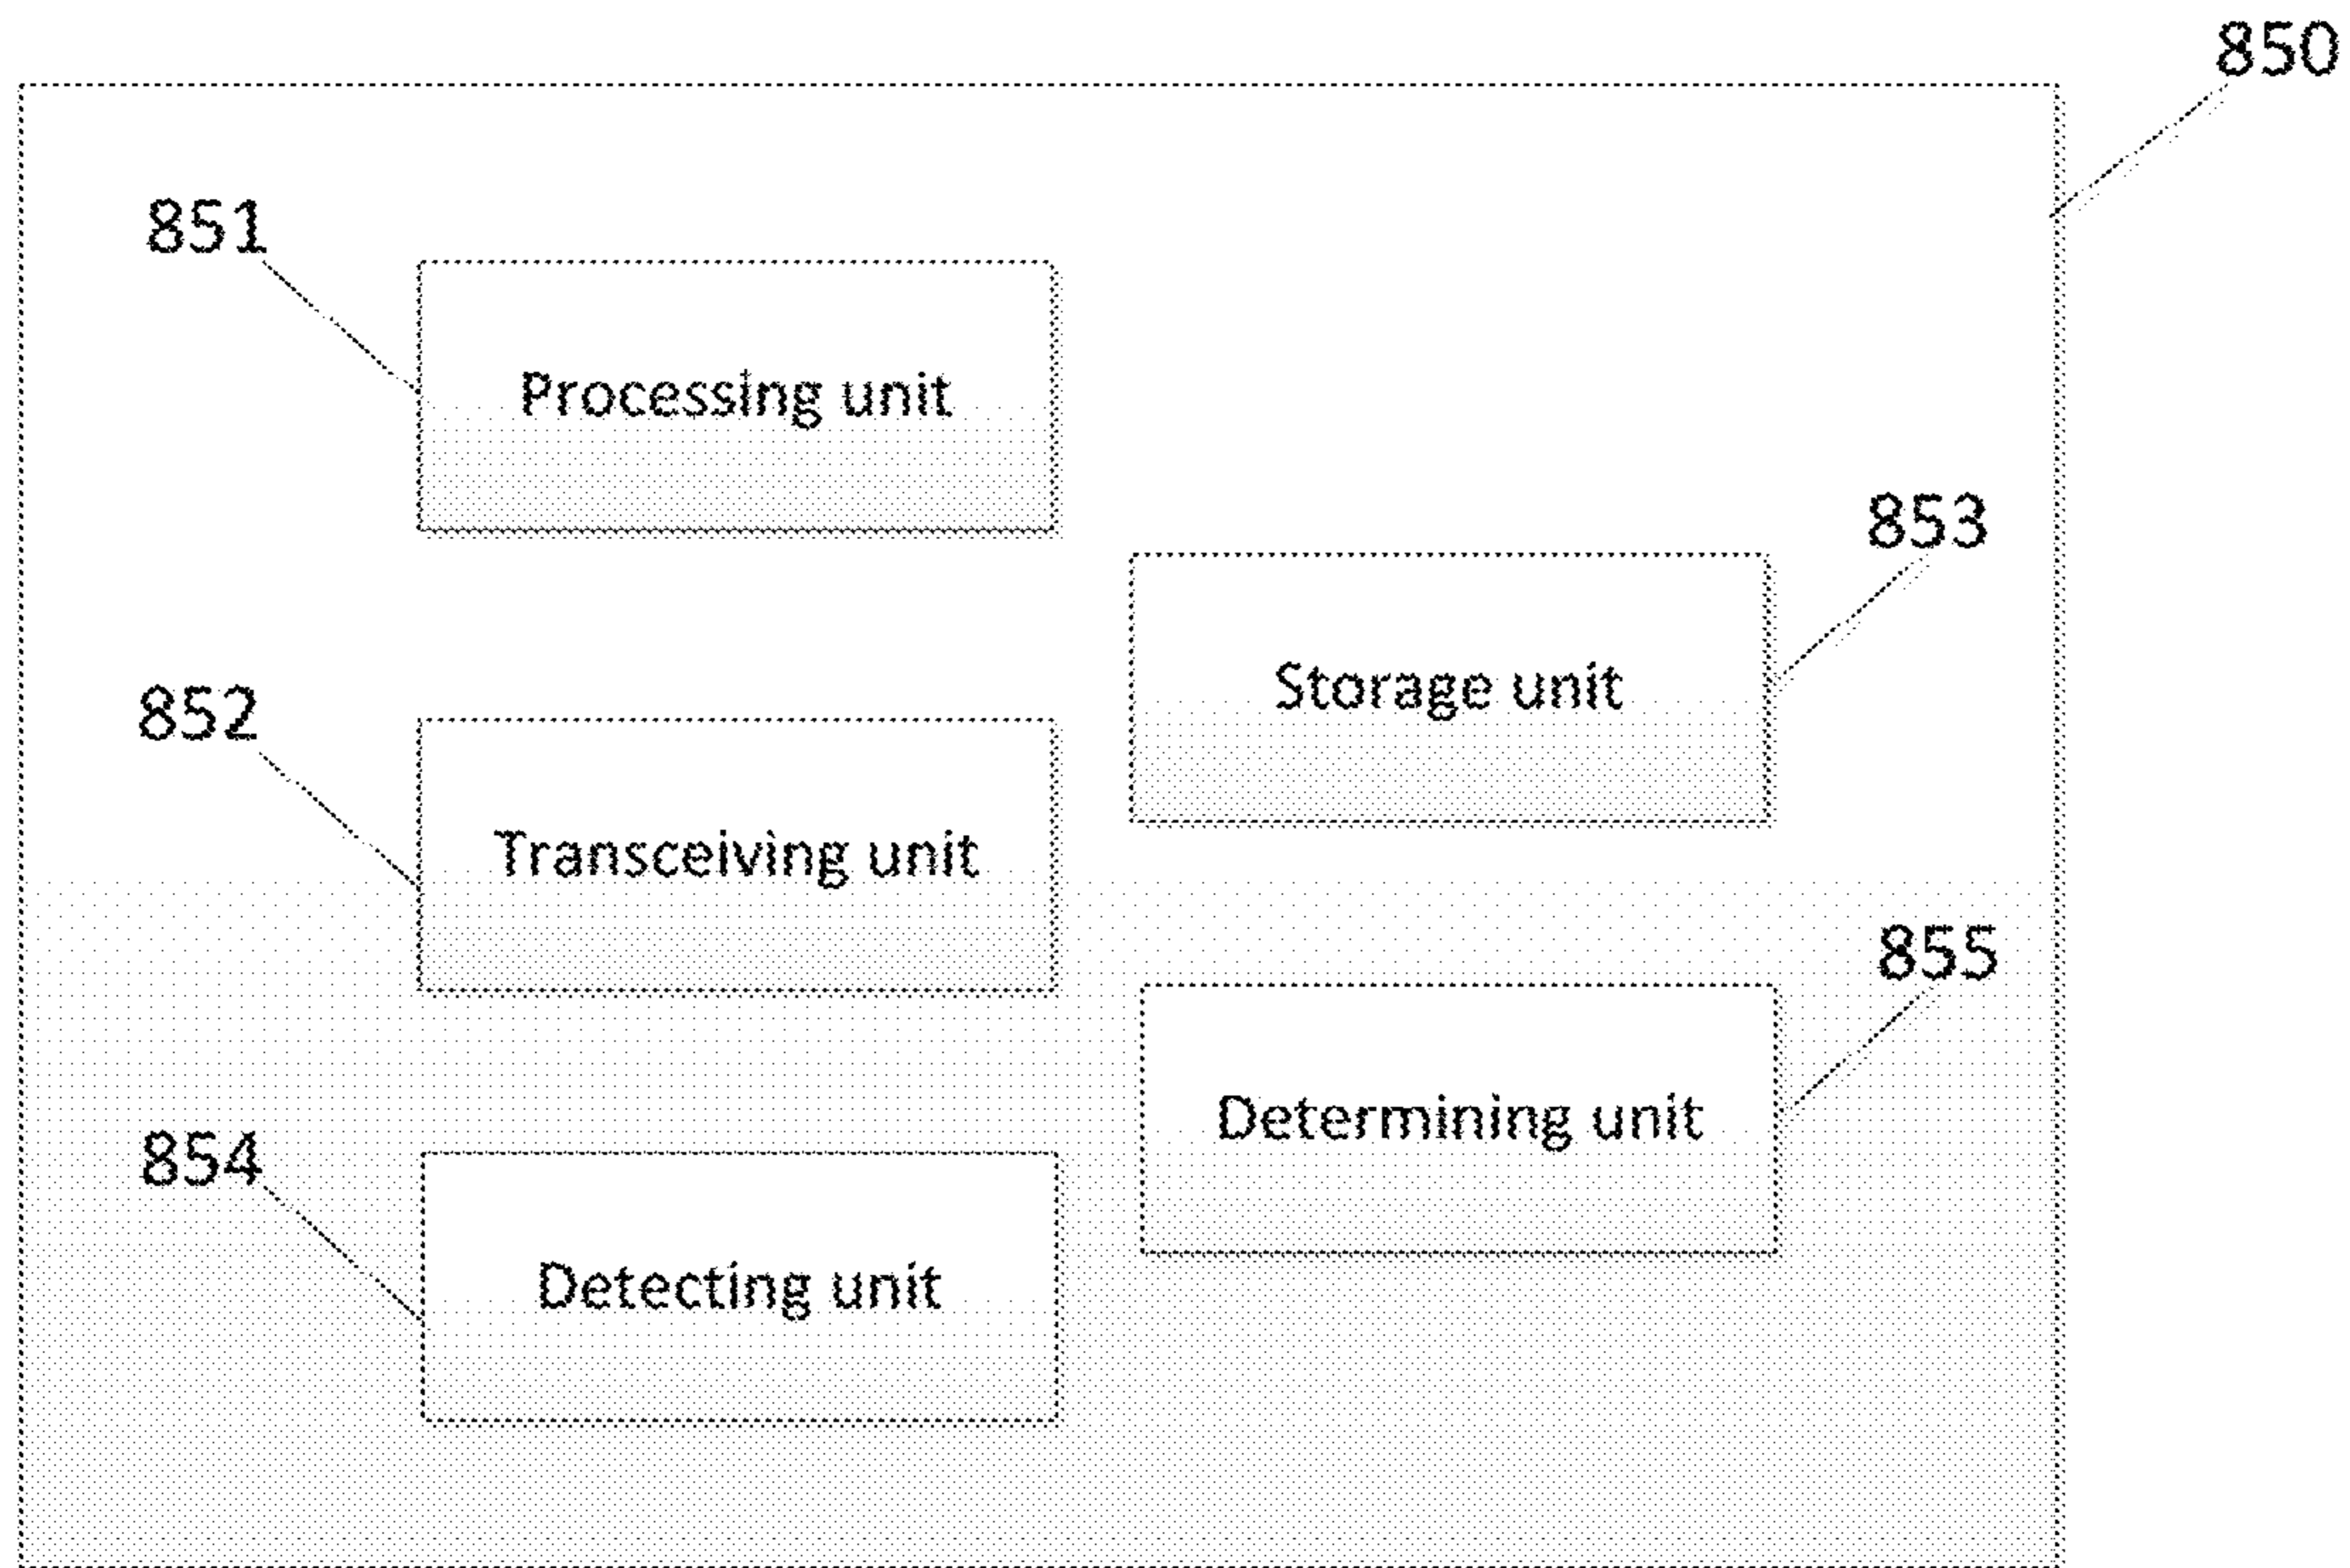 850
851
Processing unit
853
Storage unit
852
Transceiving unit
855
Determining unit
854
Detecting unit